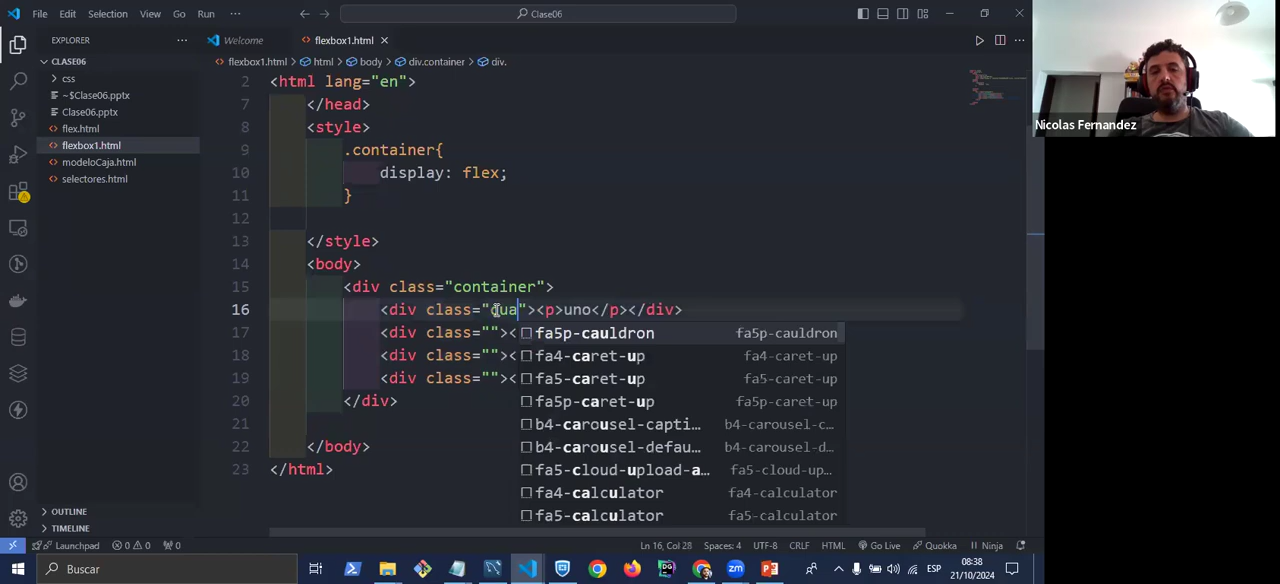 File Edit Selection View Go Run ··· Clase06
EXPLORER ···
CLASE06
css
~$Clase06.pptx
Clase06.pptx
flex.html
flexbox1.html
modeloCaja.html
selectores.html
OUTLINE
TIMELINE
Welcome flexbox1.html
flexbox1.html > html > body > div.container > div.
2 <html lang="en">
7 </head>
8 <style>
9 .container{
10 display: flex;
11 }
12
13 </style>
14 <body>
15 <div class="container">
16 <div class="cua"><p>uno</p></div>
17 <div class=""><
18 <div class=""><
19 <div class=""><
20 </div>
21
22 </body>
23 </html>
fa5p-cauldron fa5p-cauldron
fa4-caret-up fa4-caret-up
fa5-caret-up fa5-caret-up
fa5p-caret-up fa5p-caret-up
b4-carousel-capti... b4-carousel-c...
b4-carousel-defau... b4-carousel-d...
fa5-cloud-upload-a... fa5-cloud-up...
fa4-calculator fa4-calculator
fa5-calculator fa5-calculator
Nicolas Fernandez
Launchpad 0 0 0 Ln 16, Col 28 Spaces: 4 UTF-8 CRLF HTML Go Live Quokka Ninja
Buscar ESP 08:38
21/10/2024